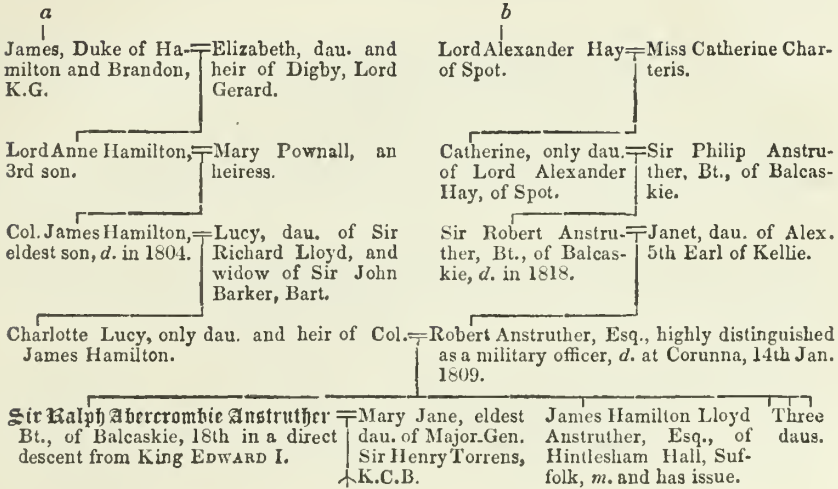 a
James, Duke of Ha-
milton and Brandon,
K.G.
Elizabeth, dau. and
heir of Digby, Lord
Gerard.
b
Lord Alexander Hay
of Spot.
Miss Catherine Char-
teris.
Lord Anne Hamilton,
3rd son.
Mary Pownall, an
heiress.
Catherine, only dau.
of Lord Alexander
Hay, of Spot.
Sir Philip Anstru-
ther, Bt., of Balcas-
kie.
Col. James Hamilton,
eldest son, d. in 1804.
Lucy, dau. of Sir
Richard Lloyd, and
widow of Sir John
Barker, Bart.
Sir Robert Anstru-
ther, Bt., of Balcas-
kie, d. in 1818.
Janet, dau. of Alex.
5th Earl of Kellie.
Charlotte Lucy, only dau. and heir of Col.
James Hamilton.
Robert Anstruther, Esq., highly distinguished
as a military officer, d. at Corunna, 14th Jan.
1809.
Sir Ralph Abercrombie Anstruther
Bt., of Balcaskie, 18th in a direct
descent from King EDWARD I.
Mary Jane, eldest
dau. of Major-Gen.
Sir Henry Torrens,
K.C.B.
James Hamilton Lloyd
Anstruther, Esq., of
Hintlesham Hall, Suf-
folk, m. and has issue.
Three
daus.